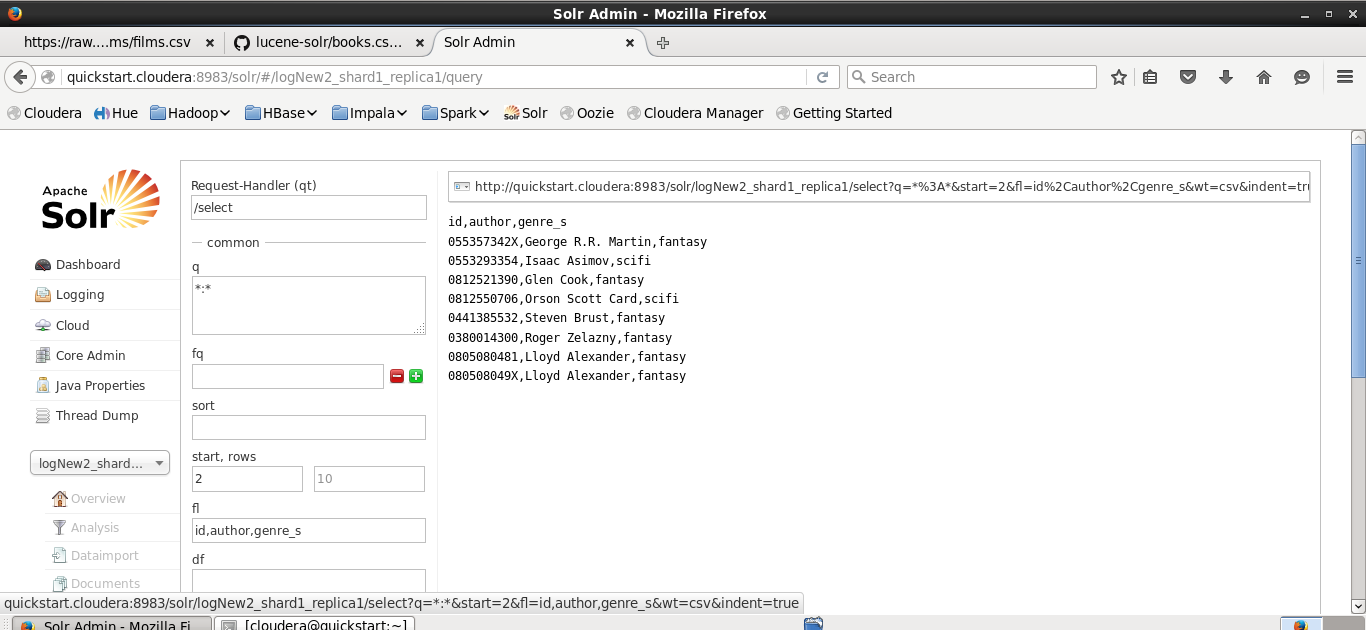 Solr Admin - Mozilla Firefox
https://raw....ms/films.csv
lucene-solr/books.cs...
Solr Admin
quickstart.cloudera:8983/solr/#/logNew2_shard1_replica1/query
Search
Cloudera Hue Hadoop HBase Impala Spark Solr Oozie Cloudera Manager Getting Started
Apache
Solr
Dashboard
Logging
Cloud
Core Admin
Java Properties
Thread Dump
logNew2_shard...
Overview
Analysis
Dataimport
Documents
Request-Handler (qt)
/select
common
q
*:*
fq
sort
start, rows
2
10
fl
id,author,genre_s
df
http://quickstart.cloudera:8983/solr/logNew2_shard1_replica1/select?q=*%3A*&start=2&fl=id%2Cauthor%2Cgenre_s&wt=csv&indent=tru
id,author,genre_s
055357342X,George R.R. Martin,fantasy
0553293354,Isaac Asimov,scifi
0812521390,Glen Cook,fantasy
0812550706,Orson Scott Card,scifi
0441385532,Steven Brust,fantasy
0380014300,Roger Zelazny,fantasy
0805080481,Lloyd Alexander,fantasy
080508049X,Lloyd Alexander,fantasy
quickstart.cloudera:8983/solr/logNew2_shard1_replica1/select?q=*:*&start=2&fl=id,author,genre_s&wt=csv&indent=true
Solr Admin - Mozilla Fi...
[cloudera@quickstart:~]